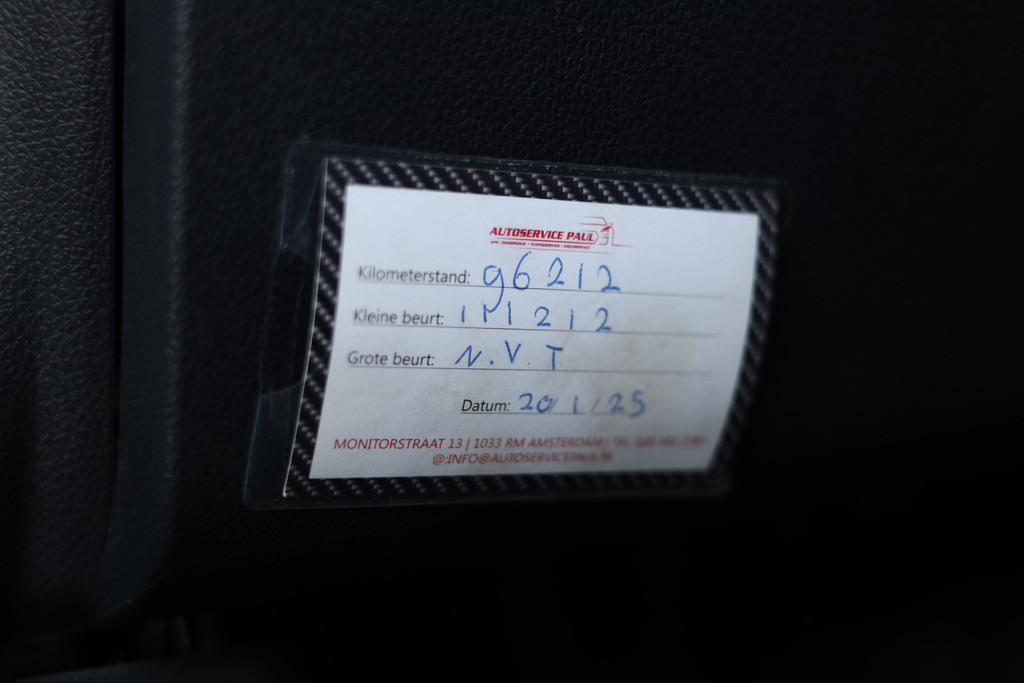 AUTOSERVICE PAUL
Kilometerstand: 96212
Kleine beurt: 111212
Grote beurt: N.V.T
Datum: 20/1/25
MONITORSTRAAT 13 | 1033 RM AMSTERDAM | TEL:
@:INFO@AUTOSERVICEPAUL.NL